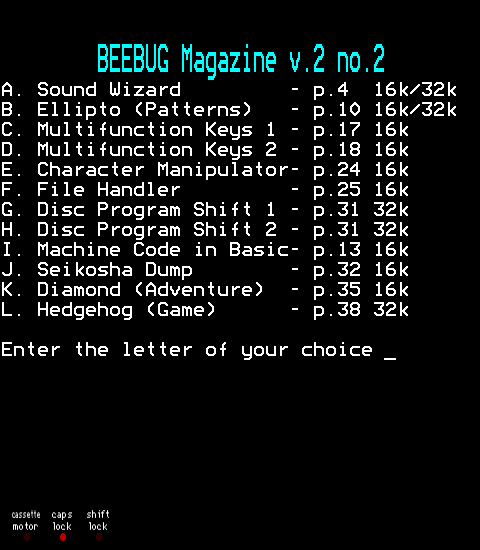 BEEBUG Magazine v.2 no.2
A. Sound Wizard - p.4 16k/32k
B. Ellipto (Patterns) - p.10 16k/32k
C. Multifunction Keys 1 - p.17 16k
D. Multifunction Keys 2 - p.18 16k
E. Character Manipulator- p.24 16k
F. File Handler - p.25 16k
G. Disc Program Shift 1 - p.31 32k
H. Disc Program Shift 2 - p.31 32k
I. Machine Code in Basic- p.13 16k
J. Seikosha Dump - p.32 16k
K. Diamond (Adventure) - p.35 16k
L. Hedgehog (Game) - p.38 32k
Enter the letter of your choice _
cassette motor
caps lock
shift lock